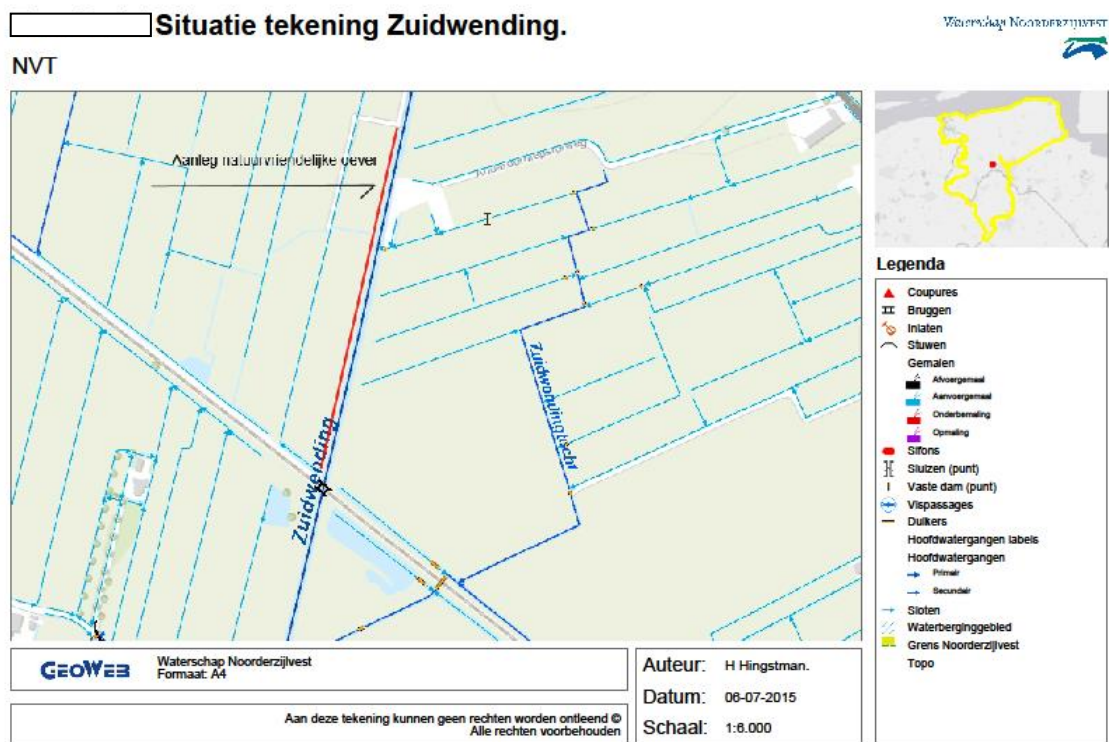 Situatie tekening Zuidwending.
Waterschap NOORDERZIJLVEST
NVT
Aanleg natuurvriendelijke oever
Zuidwending
Zuidwendingtocht
Legenda
Coupures
Bruggen
Inlaten
Stuwen
Gemalen
Afvoergemaal
Aanvoergemaal
Onderbemaling
Opmaling
Sifons
Sluizen (punt)
Vaste dam (punt)
Vispassages
Duikers
Hoofdwatergangen labels
Hoofdwatergangen
Primair
Secundair
Sloten
Waterberginggebied
Grens Noorderzijlvest
Topo
GEOWEB
Waterschap Noorderzijlvest
Formaat: A4
Aan deze tekening kunnen geen rechten worden ontleend ©
Alle rechten voorbehouden
Auteur: H Hingstman.
Datum: 06-07-2015
Schaal: 1:6.000